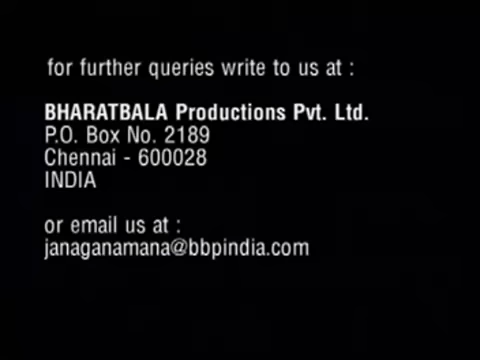 for further queries write to us at :
BHARATBALA Productions Pvt. Ltd.
P.O. Box No. 2189
Chennai - 600028
INDIA
or email us at :
janaganamana@bbpindia.com